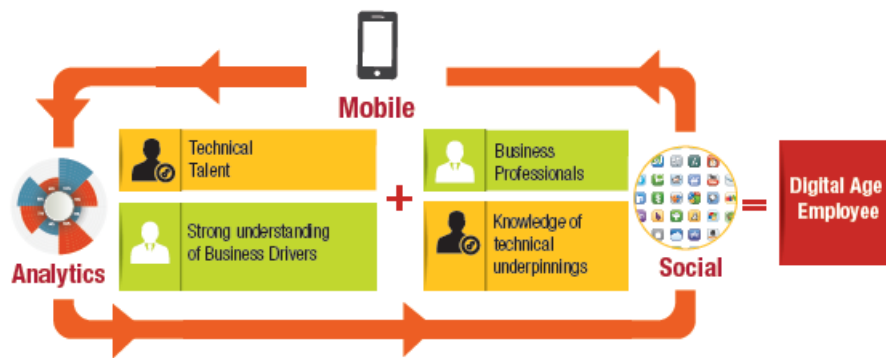 Mobile
Technical
Talent
Strong understanding
of Business Drivers
+
Business
Professionals
Knowledge of
technical
underpinnings
Analytics
Social
=
Digital Age
Employee